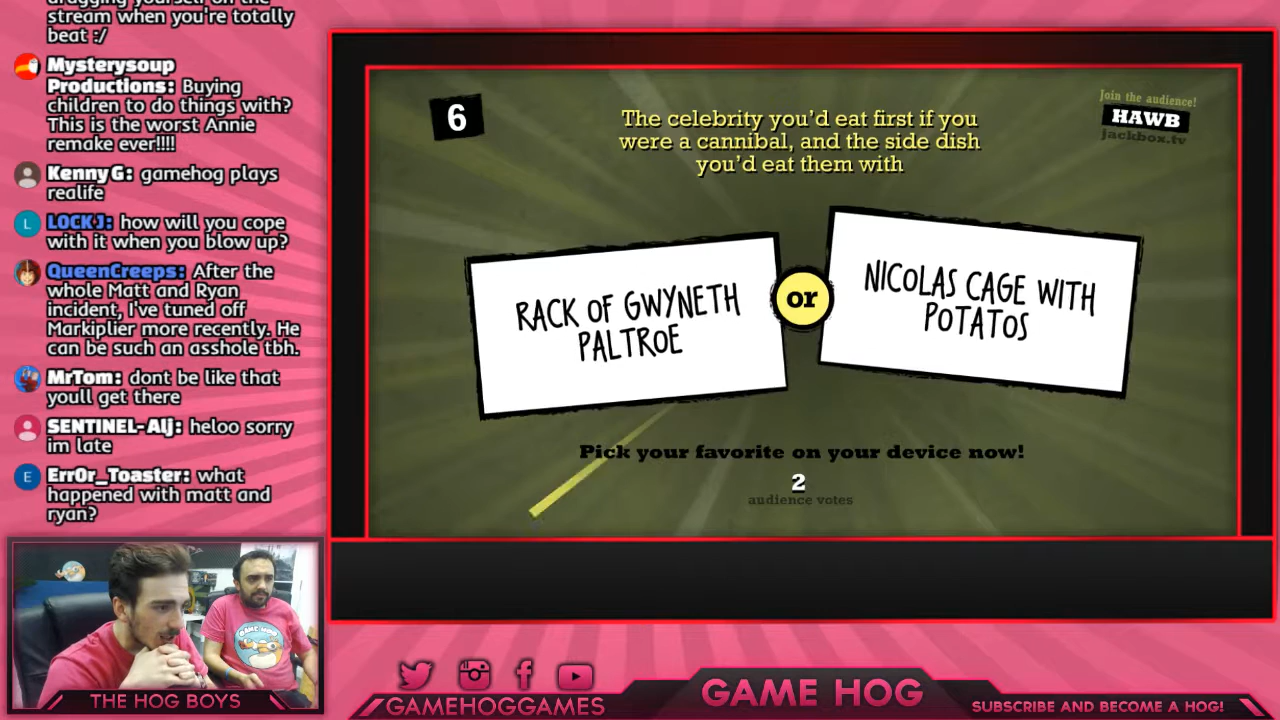 dragging yourself on the
stream when you're totally
beat :/
Mysterysoup
Productions: Buying
children to do things with?
This is the worst Annie
remake ever!!!!
Kenny G: gamehog plays
realife
LOCKJ: how will you cope
with it when you blow up?
QueenCreeps: After the
whole Matt and Ryan
incident, I've tuned off
Markiplier more recently. He
can be such an asshole tbh.
MrTom: dont be like that
youll get there
SENTINEL-Alj: heloo sorry
im late
Err0r_Toaster: what
happened with matt and
ryan?
THE HOG BOYS
6
The celebrity you'd eat first if you
were a cannibal, and the side dish
you'd eat them with
Join the audience!
HAWB
jackbox.tv
RACK OF GWYNETH
PALTROE
or
NICOLAS CAGE WITH
POTATOS
Pick your favorite on your device now!
2
audience votes
GAMEHOGGAMES
GAME HOG
SUBSCRIBE AND BECOME A HOG!